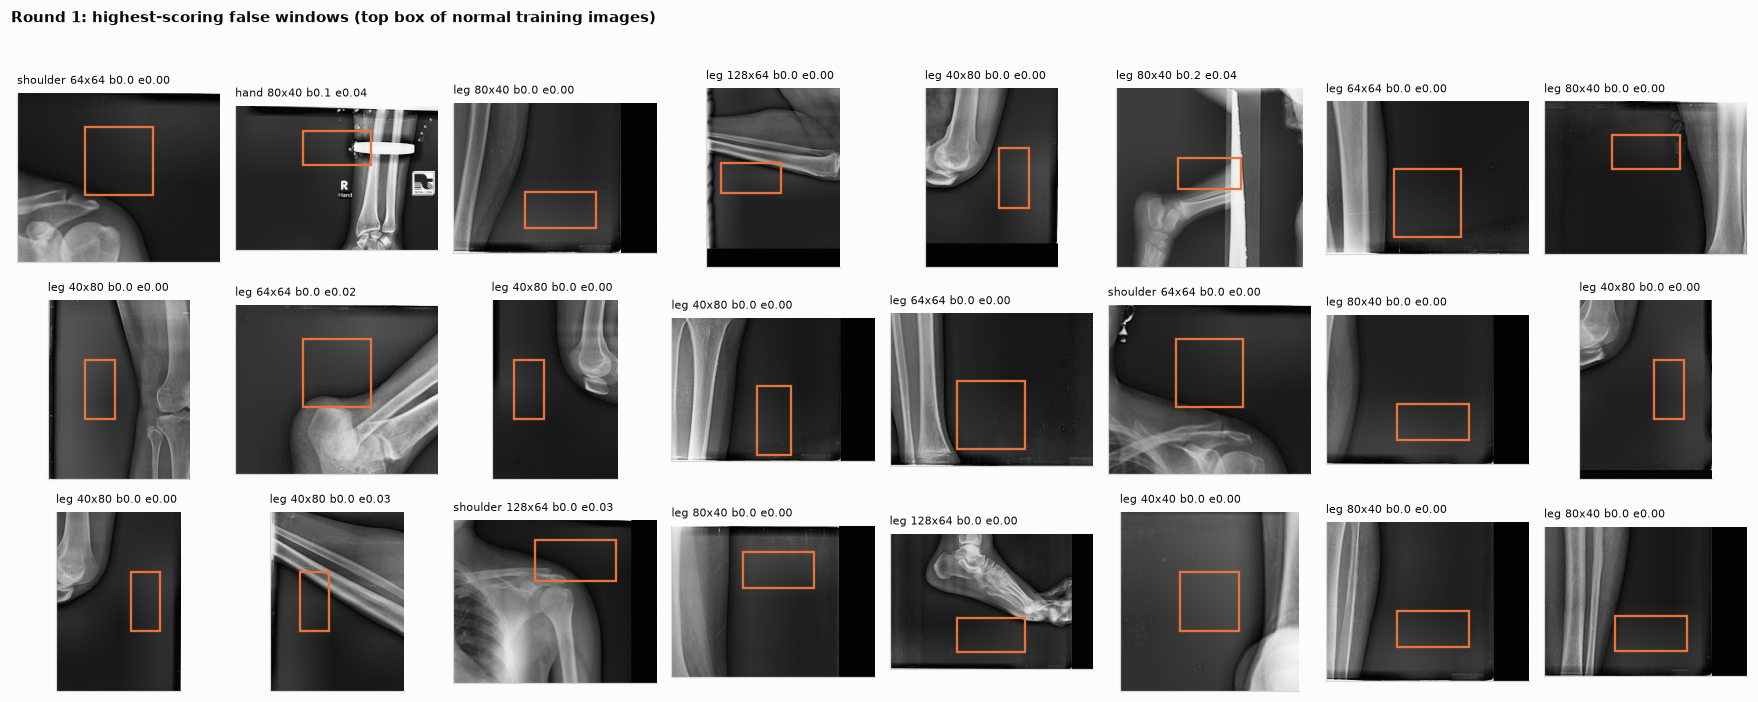 Round 1: highest-scoring false windows (top box of normal training images)
shoulder 64x64 b0.0 e0.00
hand 80x40 b0.1 e0.04
leg 80x40 b0.0 e0.00
leg 128x64 b0.0 e0.00
leg 40x80 b0.0 e0.00
leg 80x40 b0.2 e0.04
leg 64x64 b0.0 e0.00
leg 80x40 b0.0 e0.00
R
Hand
leg 40x80 b0.0 e0.00
leg 64x64 b0.0 e0.02
leg 40x80 b0.0 e0.00
leg 40x80 b0.0 e0.00
leg 64x64 b0.0 e0.00
shoulder 64x64 b0.0 e0.00
leg 80x40 b0.0 e0.00
leg 40x80 b0.0 e0.00
leg 40x80 b0.0 e0.00
leg 40x80 b0.0 e0.03
shoulder 128x64 b0.0 e0.03
leg 80x40 b0.0 e0.00
leg 128x64 b0.0 e0.00
leg 40x40 b0.0 e0.00
leg 80x40 b0.0 e0.00
leg 80x40 b0.0 e0.00